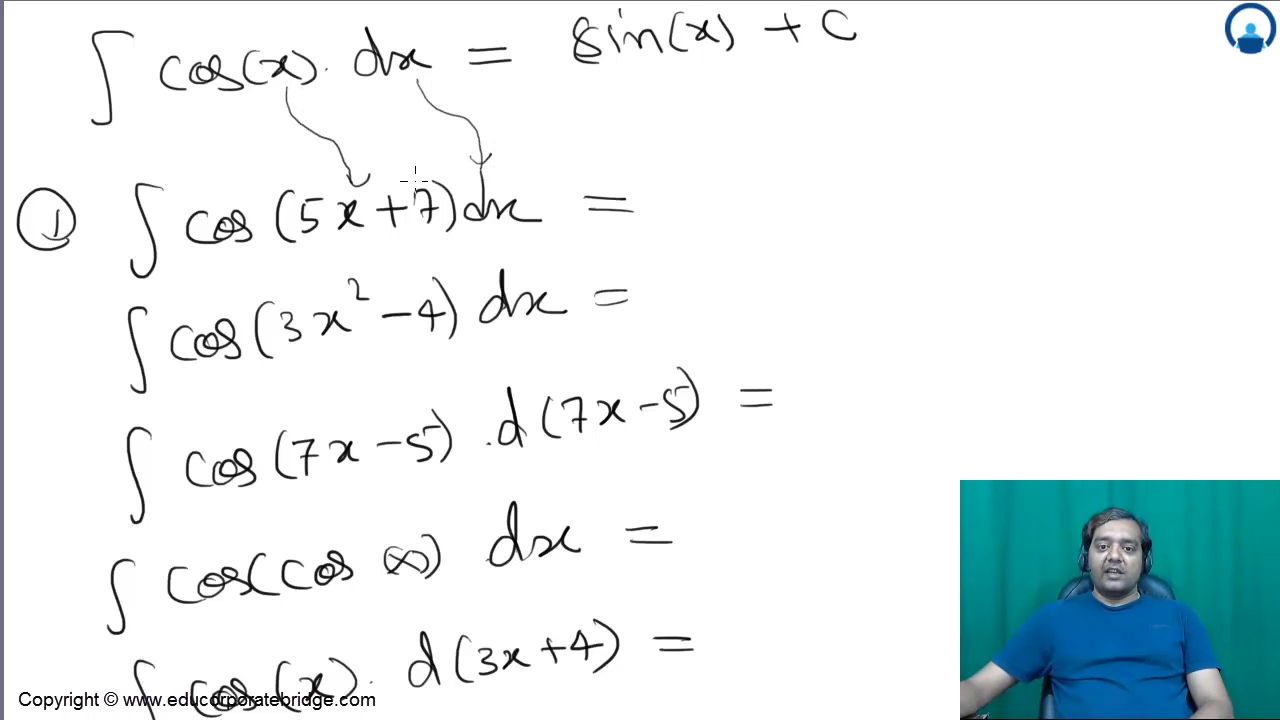 ∫ cos(x). dx = sin(x) + C
① ∫ cos (5x+7)dx =
∫ cos(3x² - 4) dx =
∫ cos(7x-5) .d(7x-5) =
∫ cos(cos x) dx =
∫ cos(x). d(3x+4) =
Copyright © www.educorporatebridge.com